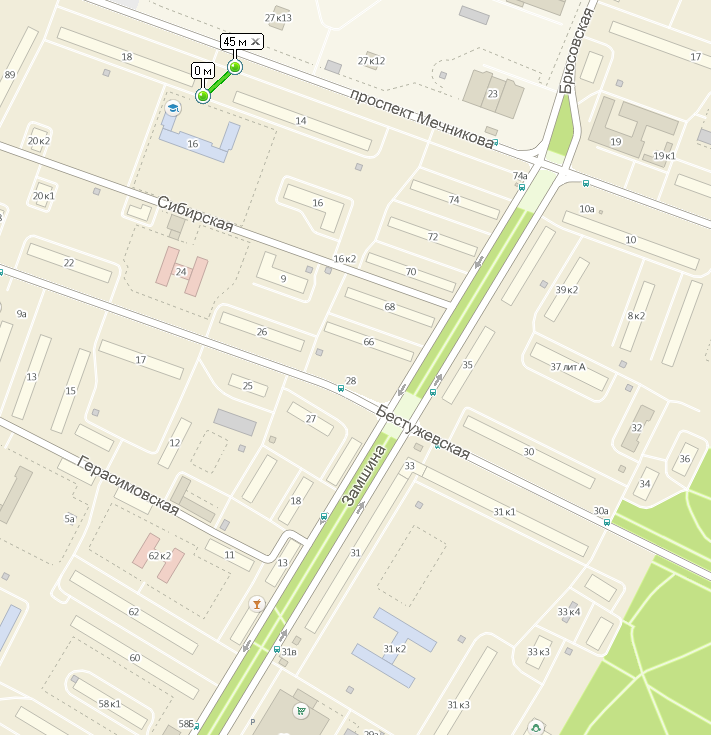 27 к13
45 м ×
18
0 м
27 к12
17
Брюсовская
89
23
проспект Мечникова
14
16
19
19 к1
20 к2
74а
74
20 к1
Сибирская
16
10а
10
72
16 к2
22
24
9
70
39 к2
68
8 к2
9а
26
66
35
17
37 лит А
28
13
15
25
27
Бестужевская
32
12
30
36
Герасимовская
Замшина
33
34
18
31 к1
30а
5а
62 к2
11
13
31
62
33 к4
60
31в
31 к2
33 к3
58 к1
31 к3
58Б
Р